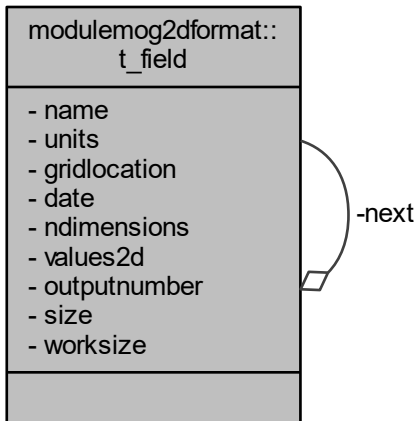 modulemog2dformat::
t_field
- name
- units
- gridlocation
- date
- ndimensions
- values2d
- outputnumber
- size
- worksize
-next